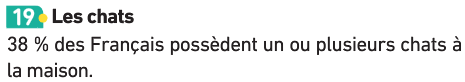 19 Les chats
38 % des Français possèdent un ou plusieurs chats à
la maison.